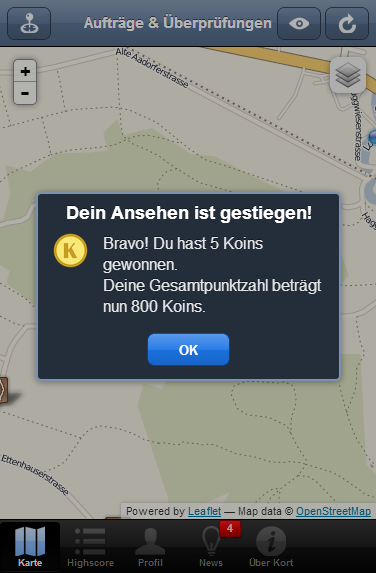 Aufträge & Überprüfungen
Alte Aadorferstrasse
+
-
Dein Ansehen ist gestiegen!
K
Bravo! Du hast 5 Koins
gewonnen.
Deine Gesamtpunktzahl beträgt
nun 800 Koins.
OK
Ettenhauserstrasse
Powered by Leaflet — Map data © OpenStreetMap
4
Karte
Highscore
Profil
News
Über Kort